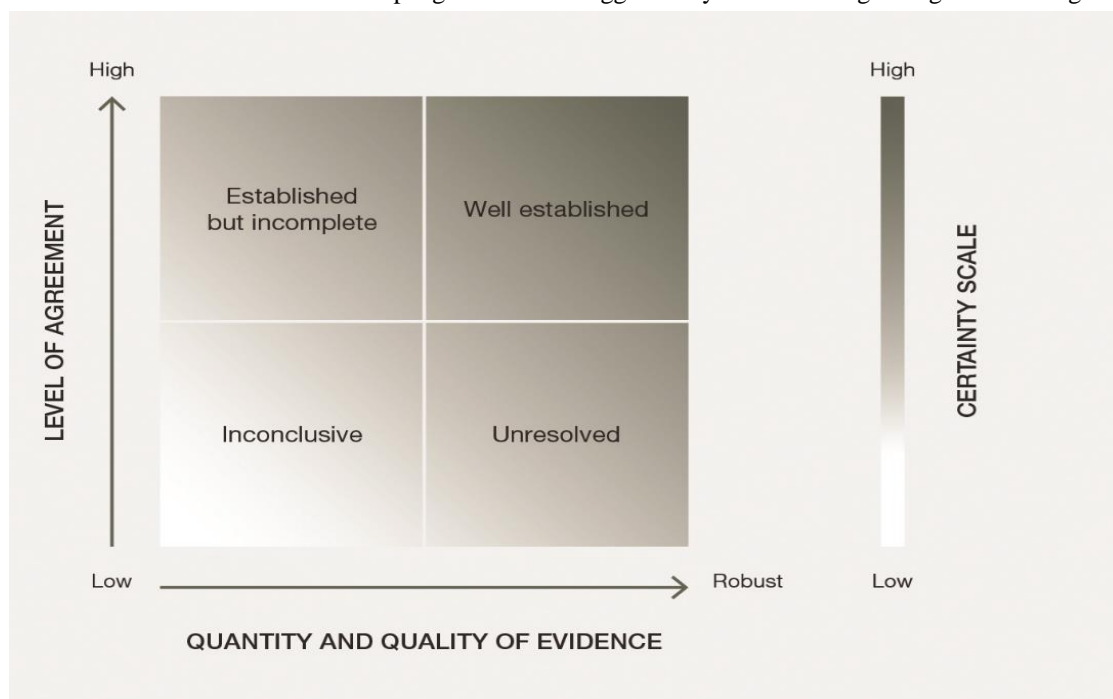 High
High
Established
but incomplete
Well established
LEVEL OF AGREEMENT
CERTAINTY SCALE
Inconclusive
Unresolved
Low
Robust
Low
QUANTITY AND QUALITY OF EVIDENCE